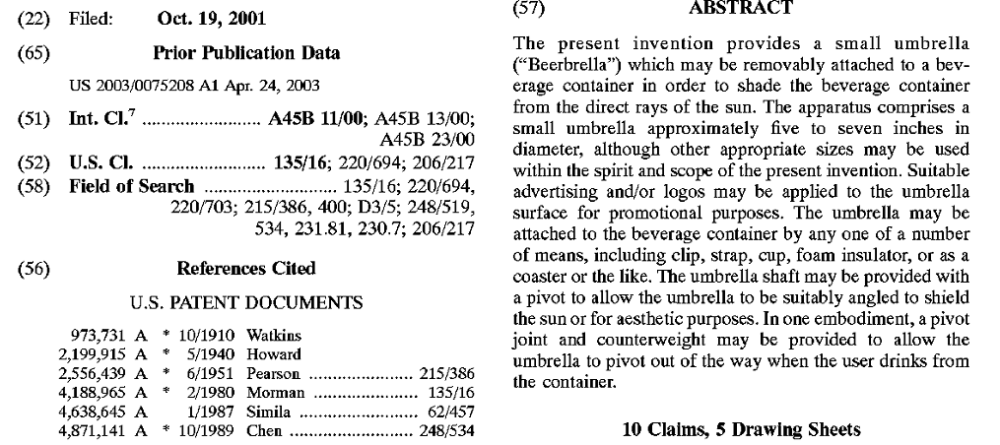 (22) Filed: Oct. 19, 2001
(65) Prior Publication Data
US 2003/0075208 A1 Apr. 24, 2003
(51) Int. Cl.7 ........................ A45B 11/00; A45B 13/00;
A45B 23/00
(52) U.S. Cl. ......................... 135/16; 220/694; 206/217
(58) Field of Search ........................... 135/16; 220/694,
220/703; 215/386, 400; D3/5; 248/519,
534, 231.81, 230.7; 206/217
(56) References Cited
U.S. PATENT DOCUMENTS
973,731 A * 10/1910 Watkins
2,199,915 A * 5/1940 Howard
2,556,439 A * 6/1951 Pearson ...................... 215/386
4,188,965 A * 2/1980 Morman ...................... 135/16
4,638,645 A 1/1987 Simila ......................... 62/457
4,871,141 A * 10/1989 Chen .......................... 248/534
(57) ABSTRACT
The present invention provides a small umbrella
(“Beerbrella”) which may be removably attached to a bev-
erage container in order to shade the beverage container
from the direct rays of the sun. The apparatus comprises a
small umbrella approximately five to seven inches in
diameter, although other appropriate sizes may be used
within the spirit and scope of the present invention. Suitable
advertising and/or logos may be applied to the umbrella
surface for promotional purposes. The umbrella may be
attached to the beverage container by any one of a number
of means, including clip, strap, cup, foam insulator, or as a
coaster or the like. The umbrella shaft may be provided with
a pivot to allow the umbrella to be suitably angled to shield
the sun or for aesthetic purposes. In one embodiment, a pivot
joint and counterweight may be provided to allow the
umbrella to pivot out of the way when the user drinks from
the container.
10 Claims, 5 Drawing Sheets